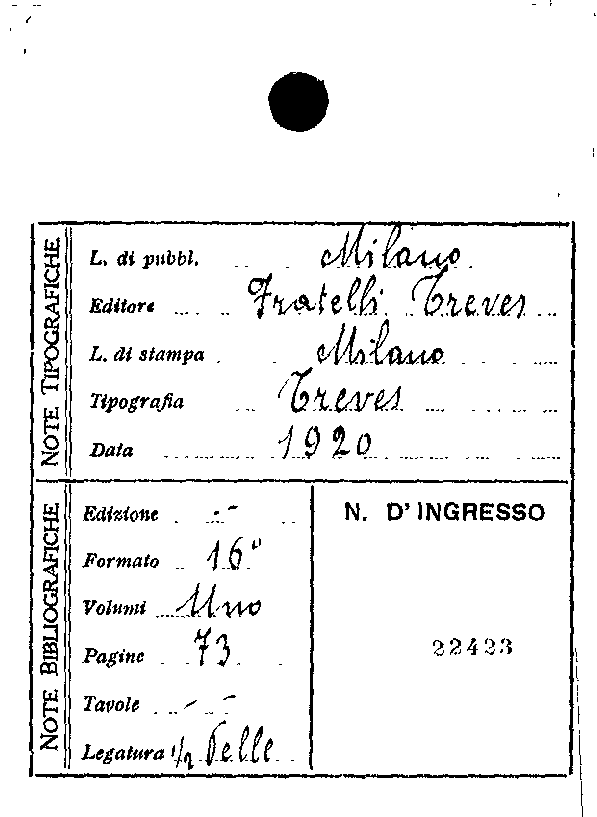 NOTE TIPOGRAFICHE
L. di pubbl. Milano
Editore Fratelli Treves
L. di stampa Milano
Tipografia Treves
Data 1920
NOTE BIBLIOGRAFICHE
Edizione --
Formato 16°
Volumi Uno
Pagine 73
Tavole --
Legatura 1/2 Pelle
N. D'INGRESSO
22423